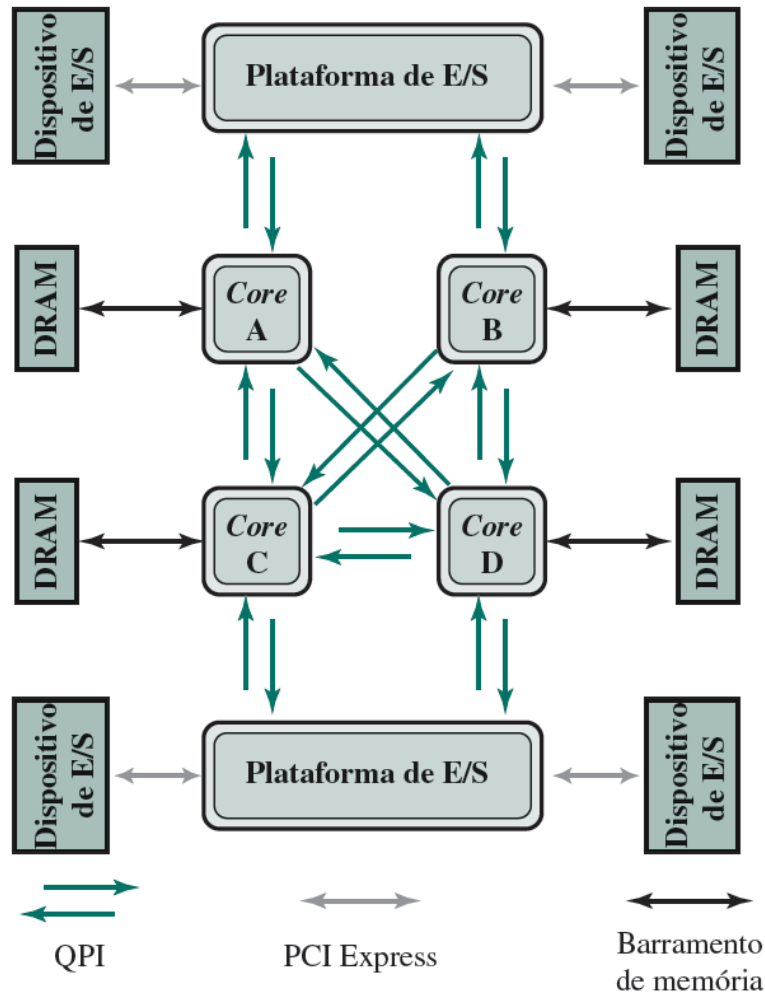 Dispositivo
de E/S
Plataforma de E/S
Dispositivo
de E/S
DRAM
Core
A
Core
B
DRAM
DRAM
Core
C
Core
D
DRAM
Dispositivo
de E/S
Plataforma de E/S
Dispositivo
de E/S
QPI
PCI Express
Barramento
de memória